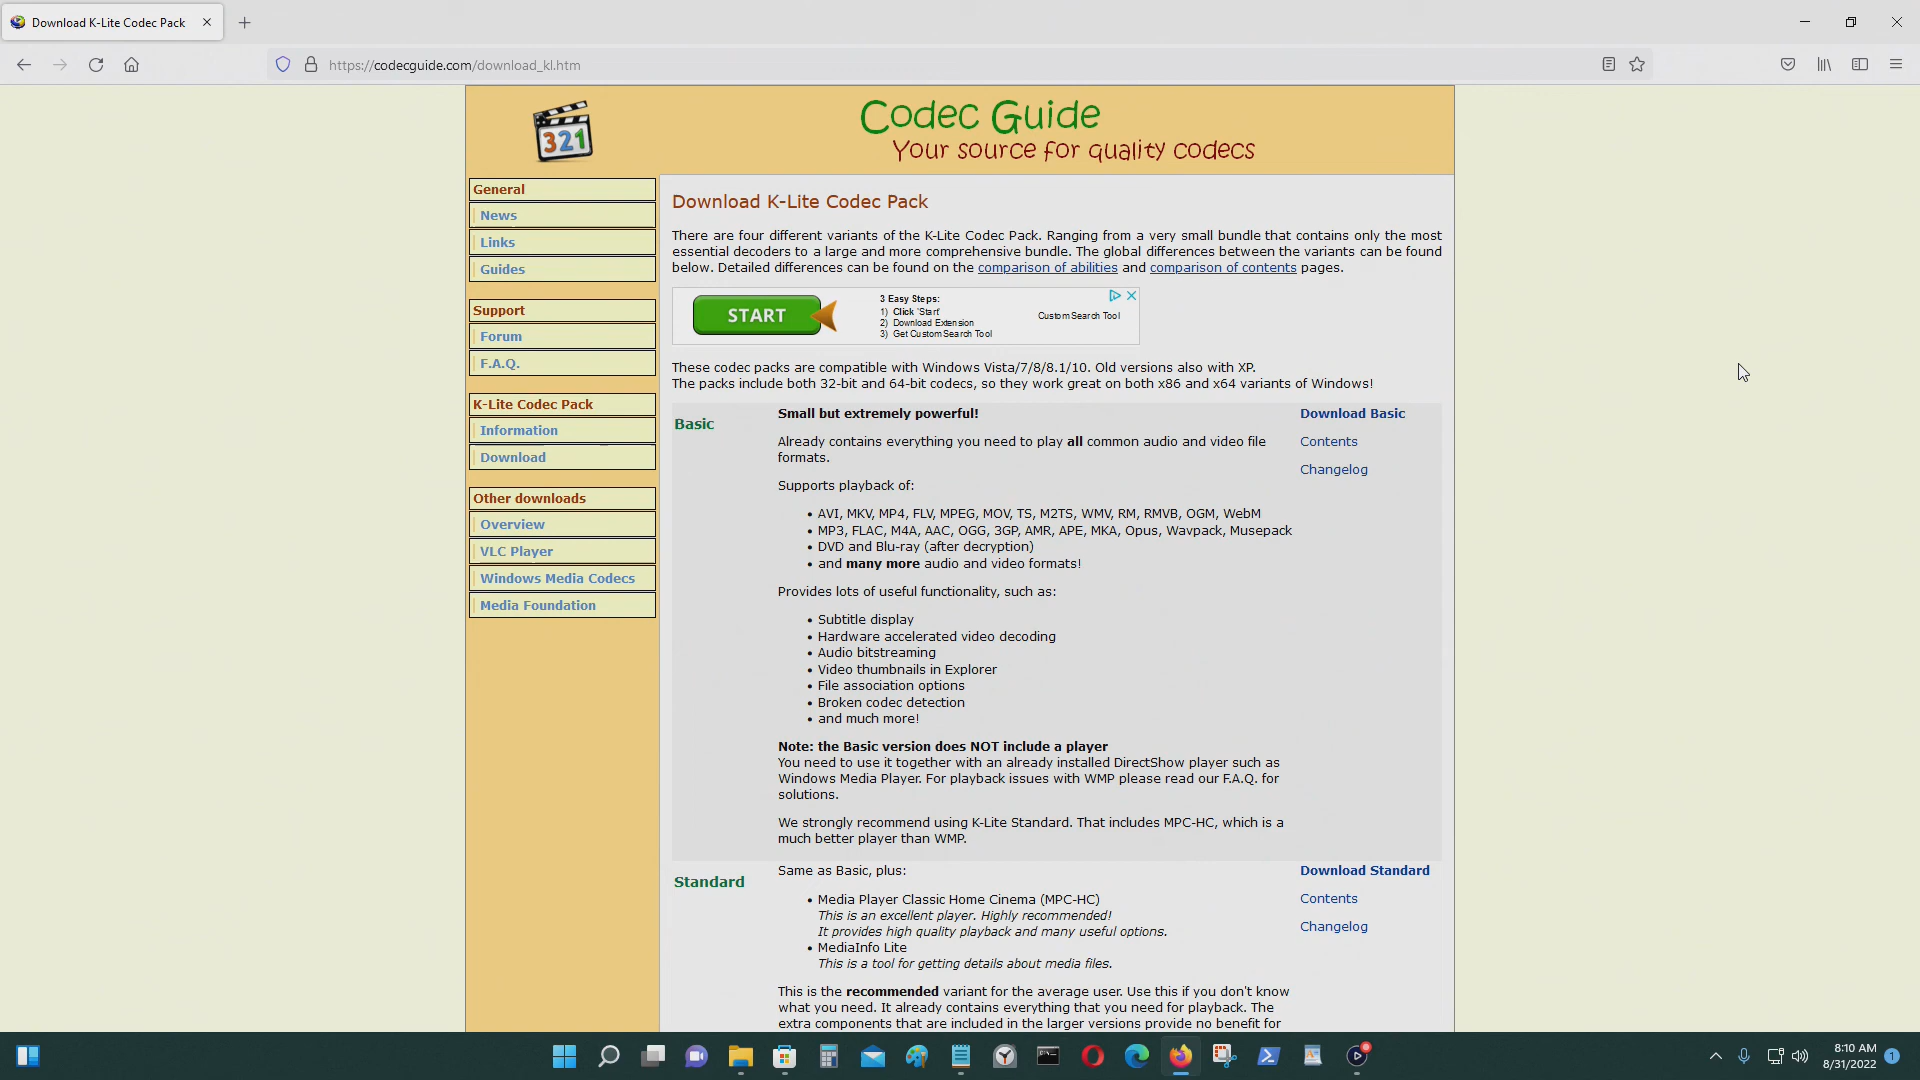 Download K-Lite Codec Pack
https://codecguide.com/download_kl.htm
321
Codec Guide
Your source for quality codecs
General
News
Links
Guides
Support
Forum
F.A.Q.
K-Lite Codec Pack
Information
Download
Other downloads
Overview
VLC Player
Windows Media Codecs
Media Foundation
Download K-Lite Codec Pack
There are four different variants of the K-Lite Codec Pack. Ranging from a very small bundle that contains only the most
essential decoders to a large and more comprehensive bundle. The global differences between the variants can be found
below. Detailed differences can be found on the comparison of abilities and comparison of contents pages.
START
3 Easy Steps:
1) Click 'Start'
2) Download Extension
3) Get Custom Search Tool
Custom Search Tool
These codec packs are compatible with Windows Vista/7/8/8.1/10. Old versions also with XP.
The packs include both 32-bit and 64-bit codecs, so they work great on both x86 and x64 variants of Windows!
Basic
Small but extremely powerful!
Already contains everything you need to play all common audio and video file
formats.
Supports playback of:
• AVI, MKV, MP4, FLV, MPEG, MOV, TS, M2TS, WMV, RM, RMVB, OGM, WebM
• MP3, FLAC, M4A, AAC, OGG, 3GP, AMR, APE, MKA, Opus, Wavpack, Musepack
• DVD and Blu-ray (after decryption)
• and many more audio and video formats!
Provides lots of useful functionality, such as:
• Subtitle display
• Hardware accelerated video decoding
• Audio bitstreaming
• Video thumbnails in Explorer
• File association options
• Broken codec detection
• and much more!
Note: the Basic version does NOT include a player
You need to use it together with an already installed DirectShow player such as
Windows Media Player. For playback issues with WMP please read our F.A.Q. for
solutions.
We strongly recommend using K-Lite Standard. That includes MPC-HC, which is a
much better player than WMP.
Download Basic
Contents
Changelog
Standard
Same as Basic, plus:
• Media Player Classic Home Cinema (MPC-HC)
This is an excellent player. Highly recommended!
It provides high quality playback and many useful options.
• MediaInfo Lite
This is a tool for getting details about media files.
This is the recommended variant for the average user. Use this if you don't know
what you need. It already contains everything that you need for playback. The
extra components that are included in the larger versions provide no benefit for
Download Standard
Contents
Changelog
8:10 AM
8/31/2022
1